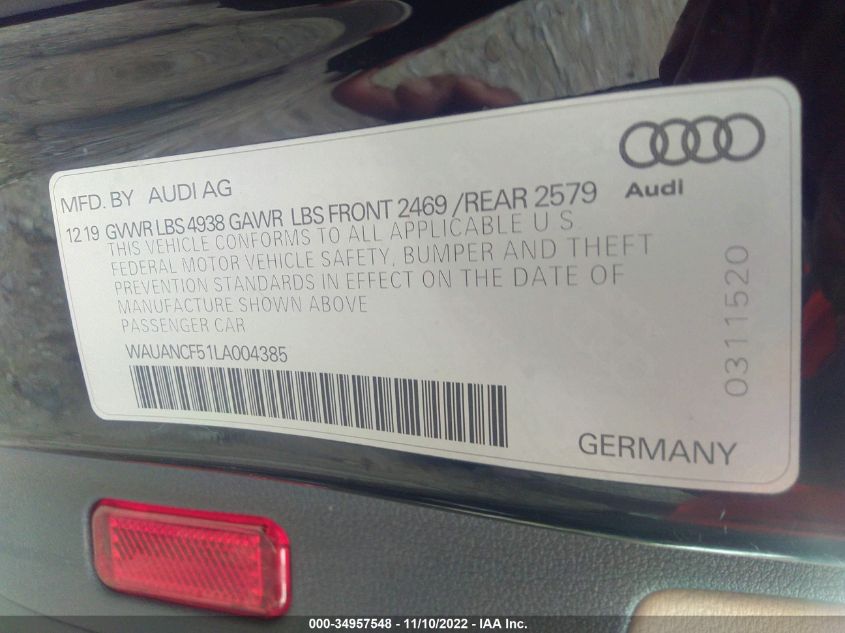 MFD. BY AUDI AG
Audi
12.19 GVWR LBS 4938 GAWR LBS FRONT 2469 /REAR 2579
THIS VEHICLE CONFORMS TO ALL APPLICABLE U S
FEDERAL MOTOR VEHICLE SAFETY, BUMPER AND THEFT
PREVENTION STANDARDS IN EFFECT ON THE DATE OF
MANUFACTURE SHOWN ABOVE
PASSENGER CAR
WAUANCF51LA004385
03111520
GERMANY
000-34957548 - 11/10/2022 - IAA Inc.